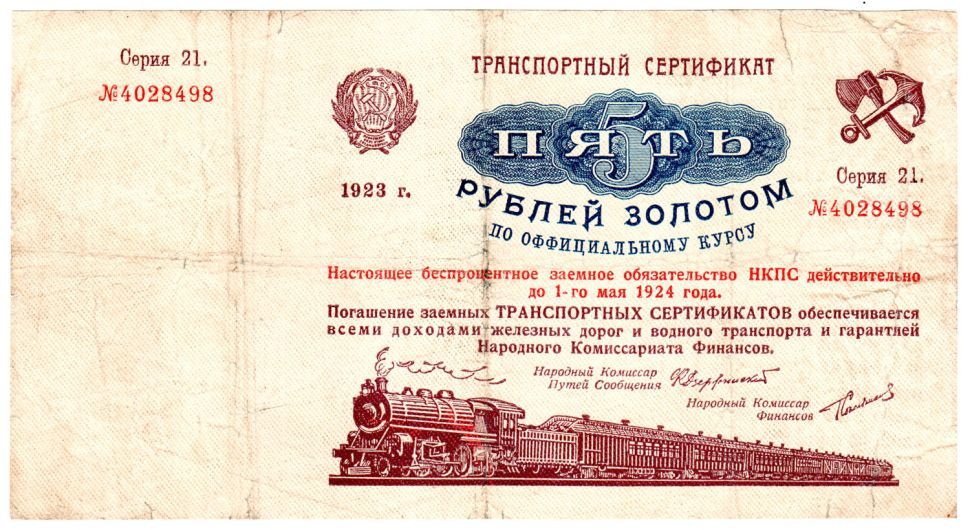 Серия 21.
№4028498
ТРАНСПОРТНЫЙ СЕРТИФИКАТ
5
ПЯТЬ
РУБЛЕЙ ЗОЛОТОМ
ПО ОФФИЦИАЛЬНОМУ КУРСУ
1923 г.
Серия 21.
№4028498
Настоящее беспроцентное заемное обязательство НКПС действительно
до 1-го мая 1924 года.
Погашение заемных ТРАНСПОРТНЫХ СЕРТИФИКАТОВ обеспечивается
всеми доходами железных дорог и водного транспорта и гарантией
Народного Комиссариата Финансов.
Народный Комиссар
Путей Сообщения
Народный Комиссар
Финансов